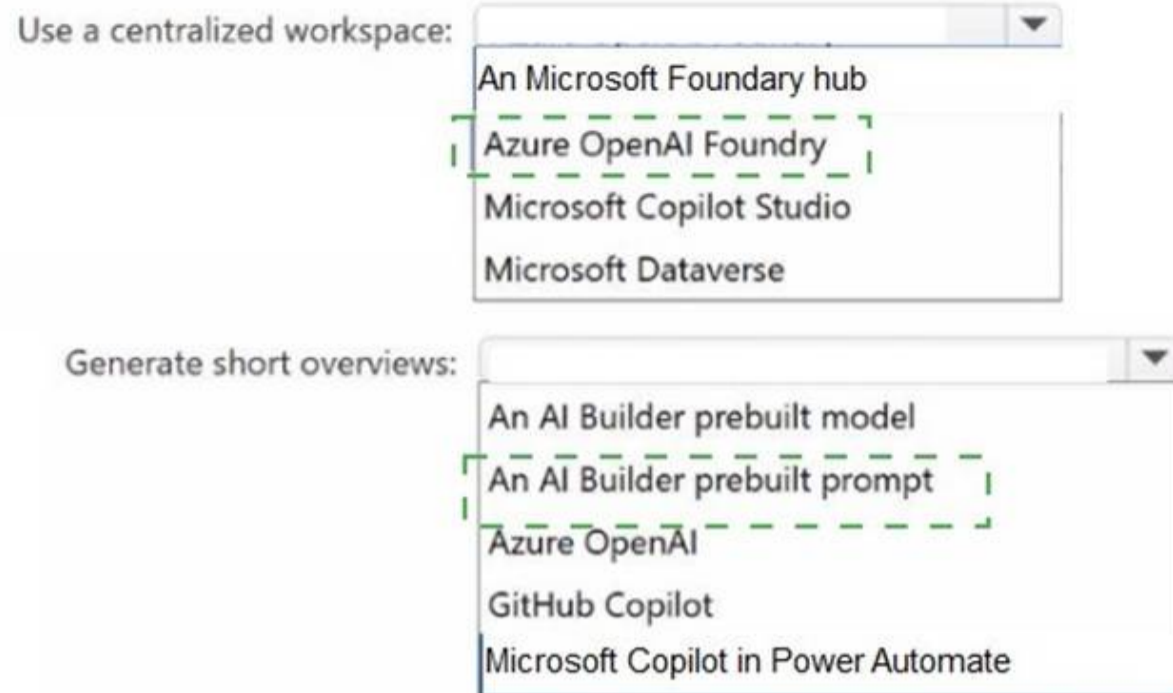 Use a centralized workspace:
An Microsoft Foundary hub
Azure OpenAI Foundry
Microsoft Copilot Studio
Microsoft Dataverse
Generate short overviews:
An AI Builder prebuilt model
An AI Builder prebuilt prompt
Azure OpenAI
GitHub Copilot
Microsoft Copilot in Power Automate